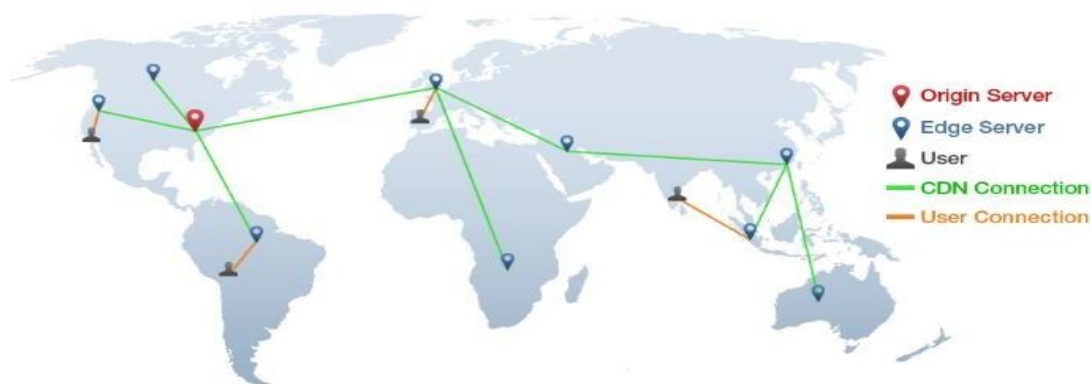 Origin Server
Edge Server
User
CDN Connection
User Connection